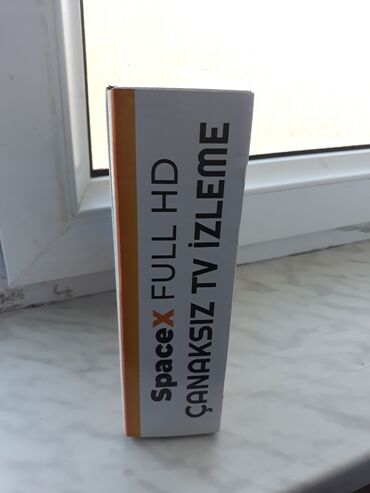 SpaceX FULL HD
ÇANAKSIZ TV İZLEME